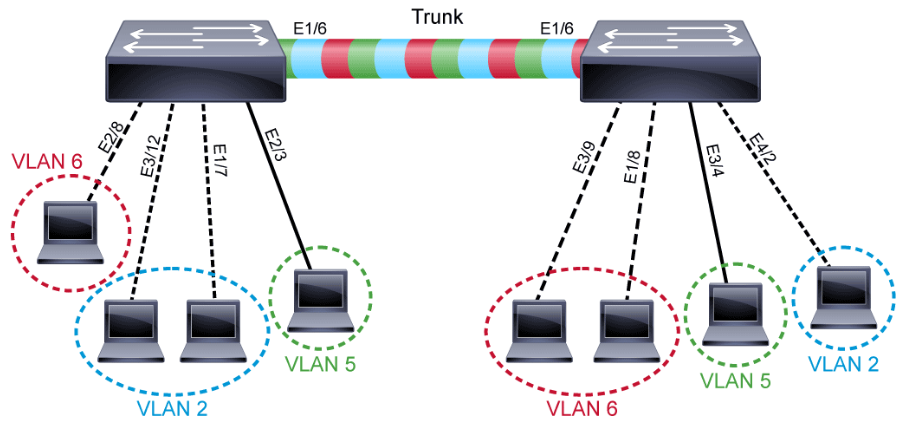 Trunk
E1/6
E1/6
E2/8
E3/12
E1/7
E2/3
E3/9
E1/8
E3/4
E4/2
VLAN 6
VLAN 2
VLAN 5
VLAN 6
VLAN 5
VLAN 2